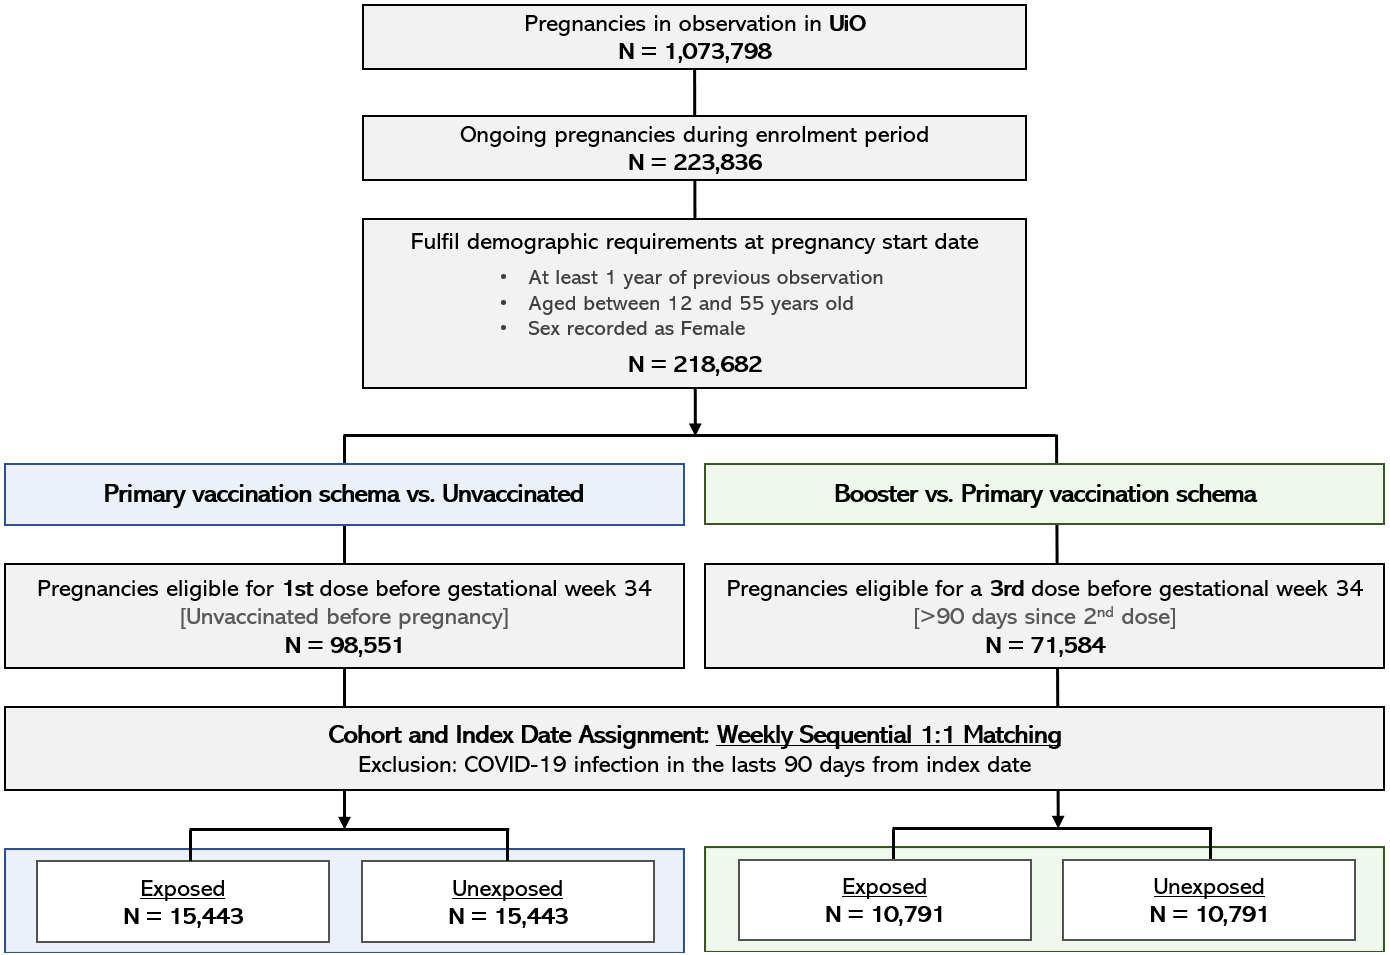 Pregnancies in observation in UiO
N = 1,073,798
Ongoing pregnancies during enrolment period
N = 223,836
Fulfil demographic requirements at pregnancy start date
• At least 1 year of previous observation
• Aged between 12 and 55 years old
• Sex recorded as Female
N = 218,682
Primary vaccination schema vs. Unvaccinated
Booster vs. Primary vaccination schema
Pregnancies eligible for 1st dose before gestational week 34
[Unvaccinated before pregnancy]
N = 98,551
Pregnancies eligible for a 3rd dose before gestational week 34
[>90 days since 2nd dose]
N = 71,584
Cohort and Index Date Assignment: Weekly Sequential 1:1 Matching
Exclusion: COVID-19 infection in the lasts 90 days from index date
Exposed
N = 15,443
Unexposed
N = 15,443
Exposed
N = 10,791
Unexposed
N = 10,791